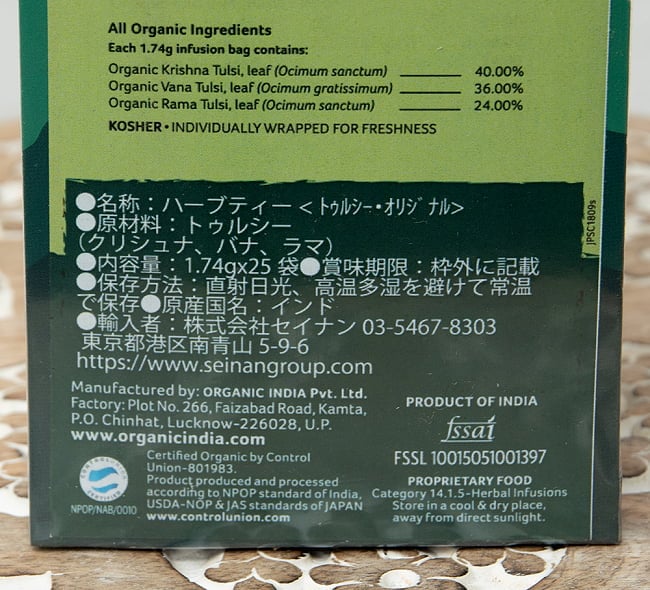 All Organic Ingredients
Each 1.74g infusion bag contains:
Organic Krishna Tulsi, leaf (Ocimum sanctum) 40.00%
Organic Vana Tulsi, leaf (Ocimum gratissimum) 36.00%
Organic Rama Tulsi, leaf (Ocimum sanctum) 24.00%
KOSHER • INDIVIDUALLY WRAPPED FOR FRESHNESS
●名称：ハーブティー＜ﾄｩﾙｼｰ・ｵﾘｼﾞﾅﾙ>
●原材料：トゥルシー
（クリシュナ、バナ、ラマ）
●内容量：1.74gx25 袋●賞味期限：枠外に記載
●保存方法：直射日光、高温多湿を避けて常温
で保存●原産国名：インド
●輸入者：株式会社セイナン 03-5467-8303
東京都港区南青山 5-9-6
https://www.seinangroup.com
JPSC1809s
Manufactured by: ORGANIC INDIA Pvt. Ltd.
Factory: Plot No. 266, Faizabad Road, Kamta,
P.O. Chinhat, Lucknow-226028, U.P.
www.organicindia.com
CONTROLUNION
CERTIFIED
NPOP/NAB/0010
Certified Organic by Control
Union-801983.
Product produced and processed
according to NPOP standard of India,
USDA-NOP & JAS standards of JAPAN
www.controlunion.com
PRODUCT OF INDIA
fssai
FSSL 10015051001397
PROPRIETARY FOOD
Category 14.1.5-Herbal Infusions
Store in a cool & dry place,
away from direct sunlight.